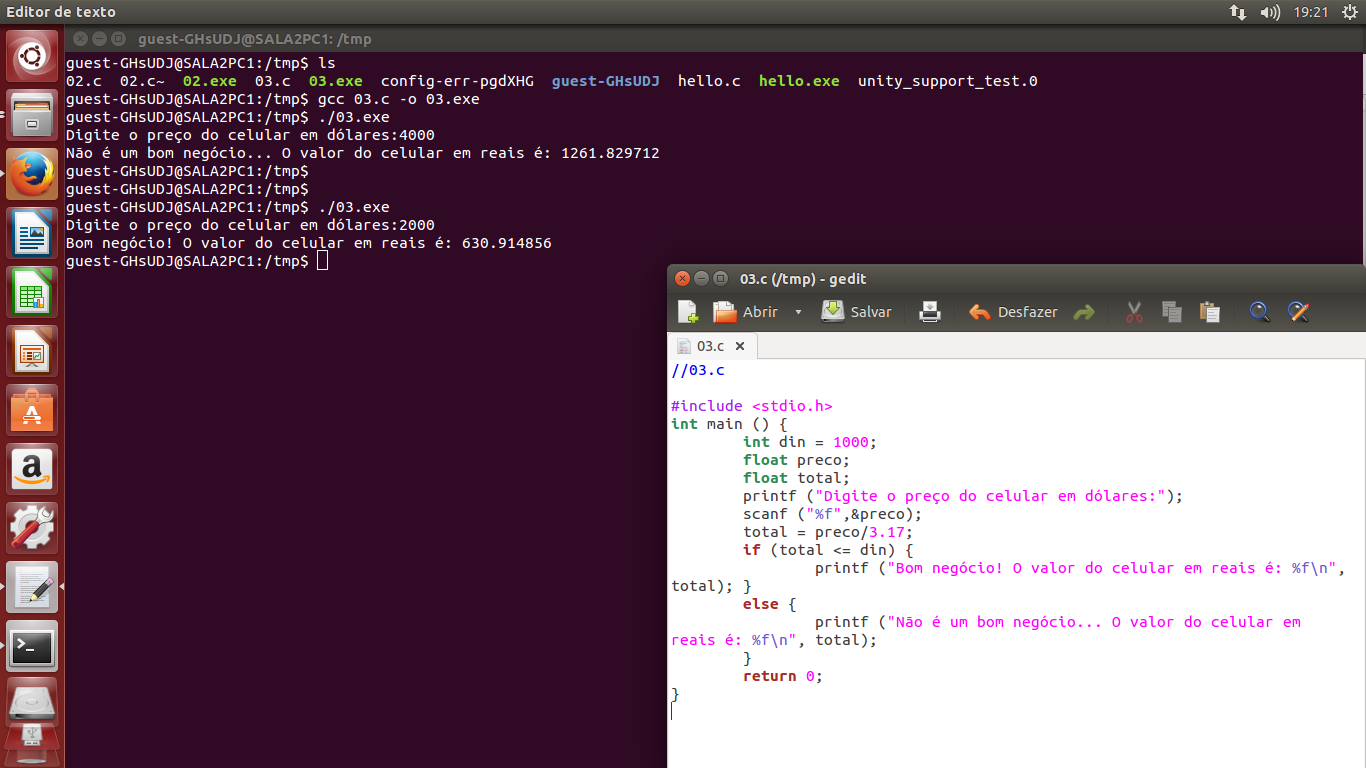 Editor de texto
19:21
guest-GHsUDJ@SALA2PC1: /tmp
guest-GHsUDJ@SALA2PC1:/tmp$ ls
02.c  02.c~  02.exe  03.c  03.exe  config-err-pgdXHG  guest-GHsUDJ  hello.c  hello.exe  unity_support_test.0
guest-GHsUDJ@SALA2PC1:/tmp$ gcc 03.c -o 03.exe
guest-GHsUDJ@SALA2PC1:/tmp$ ./03.exe
Digite o preço do celular em dólares:4000
Não é um bom negócio... O valor do celular em reais é: 1261.829712
guest-GHsUDJ@SALA2PC1:/tmp$
guest-GHsUDJ@SALA2PC1:/tmp$
guest-GHsUDJ@SALA2PC1:/tmp$ ./03.exe
Digite o preço do celular em dólares:2000
Bom negócio! O valor do celular em reais é: 630.914856
guest-GHsUDJ@SALA2PC1:/tmp$
03.c (/tmp) - gedit
Abrir Salvar Desfazer
03.c
//03.c
#include <stdio.h>
int main () {
int din = 1000;
float preco;
float total;
printf ("Digite o preço do celular em dólares:");
scanf ("%f",&preco);
total = preco/3.17;
if (total <= din) {
printf ("Bom negócio! O valor do celular em reais é: %f\n",
total); }
else {
printf ("Não é um bom negócio... O valor do celular em
reais é: %f\n", total);
}
return 0;
}